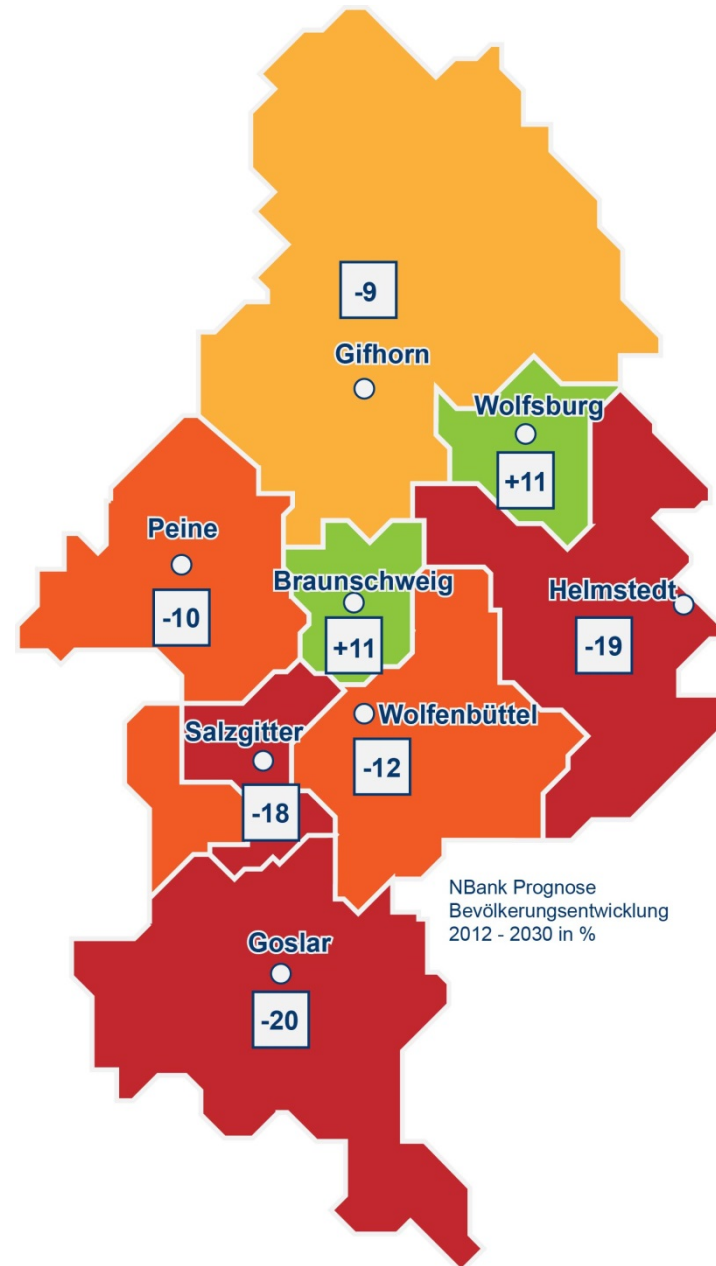 -9
Gifhorn
Wolfsburg
+11
Peine
-10
Braunschweig
+11
Helmstedt
-19
Salzgitter
-18
Wolfenbüttel
-12
NBank Prognose
Bevölkerungsentwicklung
2012 - 2030 in %
Goslar
-20